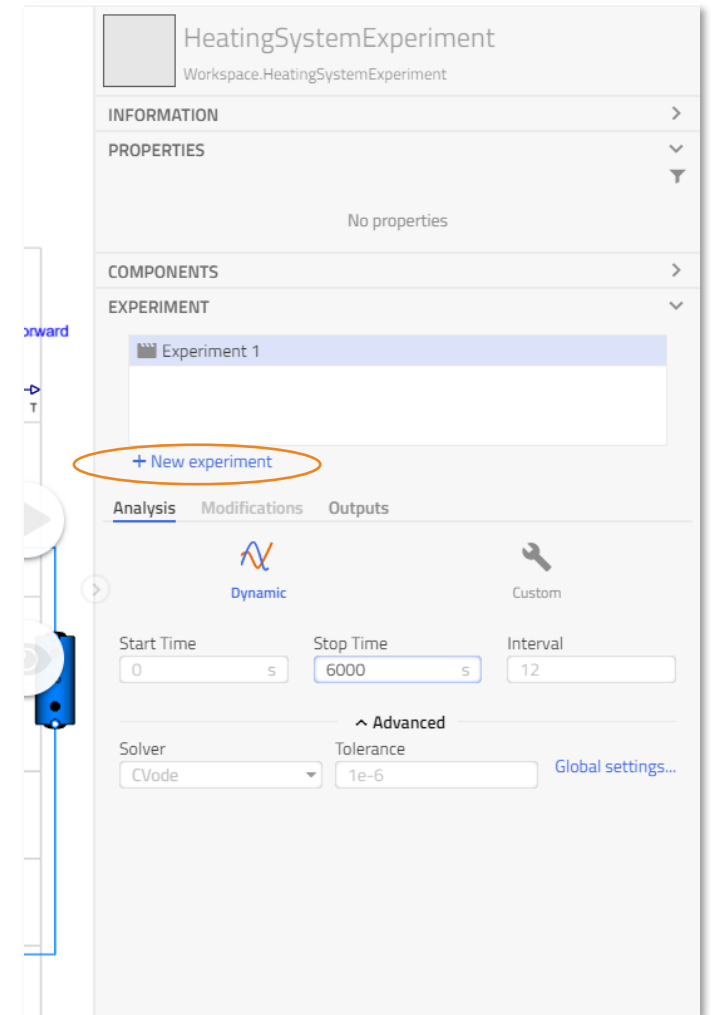 HeatingSystemExperiment
Workspace.HeatingSystemExperiment
INFORMATION
PROPERTIES
No properties
COMPONENTS
EXPERIMENT
orward
Experiment 1
T
+ New experiment
Analysis Modifications Outputs
Dynamic Custom
Start Time Stop Time Interval
0 s 6000 s 12
Advanced
Solver Tolerance
CVode 1e-6 Global settings...